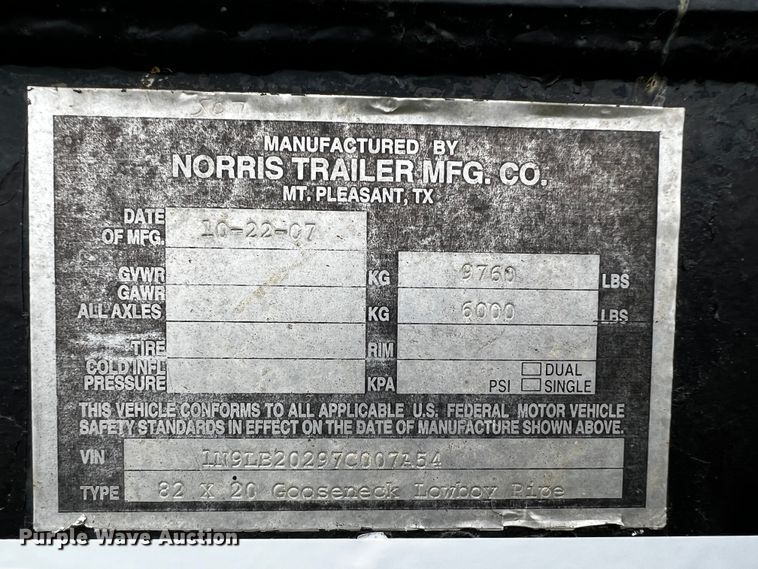 507
MANUFACTURED BY
NORRIS TRAILER MFG. CO.
MT. PLEASANT, TX
DATE OF MFG. 10-22-07
GVWR KG 9760 LBS
GAWR ALL AXLES KG 6000 LBS
TIRE RIM
COLD INFL PRESSURE KPA PSI DUAL SINGLE
THIS VEHICLE CONFORMS TO ALL APPLICABLE U.S. FEDERAL MOTOR VEHICLE
SAFETY STANDARDS IN EFFECT ON THE DATE OF MANUFACTURE SHOWN ABOVE.
VIN 1N9LB20297C007A54
TYPE 82 X 20 Gooseneck Lowboy Pipe
Purple Wave Auction